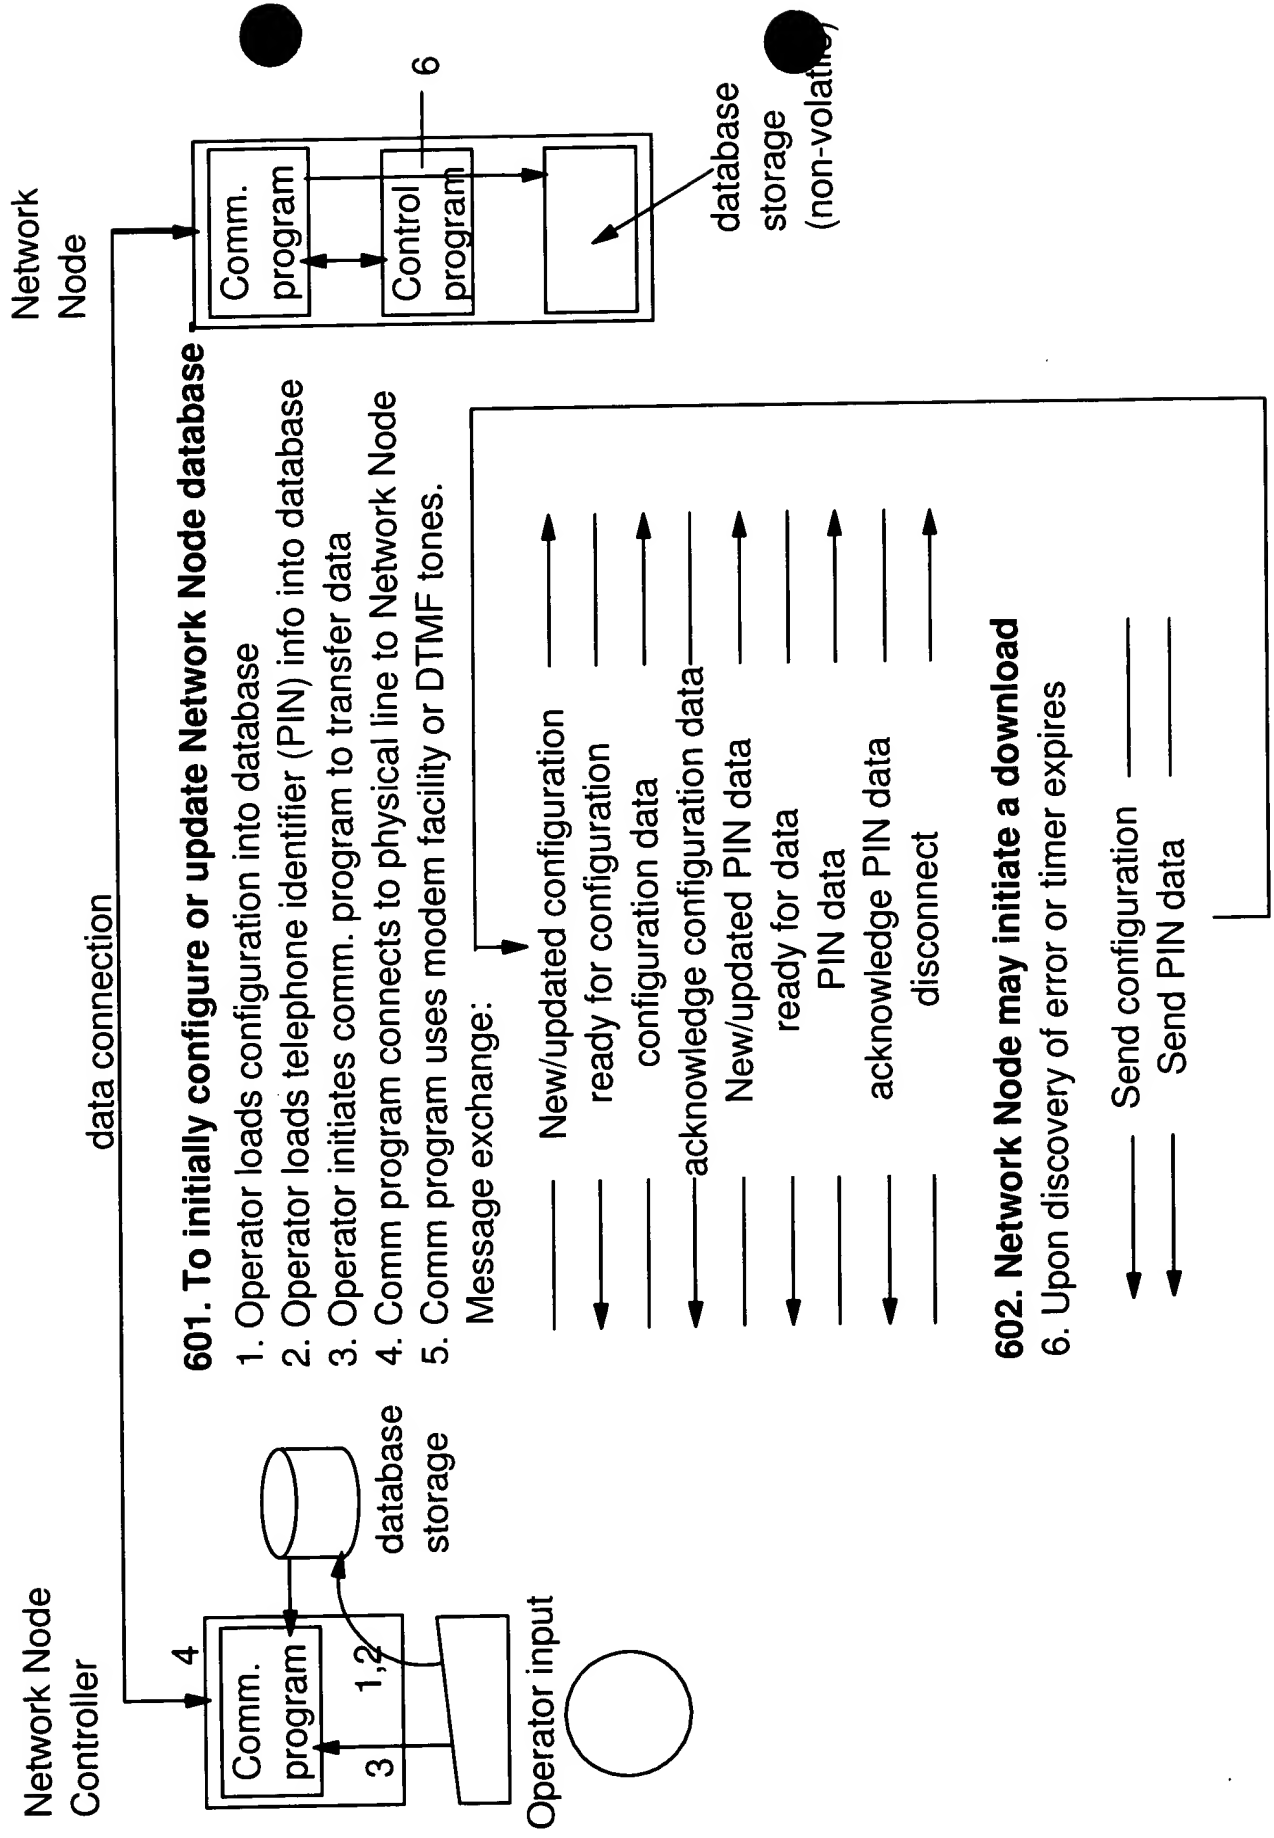 Network Node
Controller
4
Comm.
program
3
1,2
database
storage
Operator input
data connection
Network
Node
Comm.
program
Control
program
6
database
storage
(non-volatile)
601. To initially configure or update Network Node database
1. Operator loads configuration into database
2. Operator loads telephone identifier (PIN) info into database
3. Operator initiates comm. program to transfer data
4. Comm program connects to physical line to Network Node
5. Comm program uses modem facility or DTMF tones.
Message exchange:
New/updated configuration
ready for configuration
configuration data
acknowledge configuration data
New/updated PIN data
ready for data
PIN data
acknowledge PIN data
disconnect
602. Network Node may initiate a download
6. Upon discovery of error or timer expires
Send configuration
Send PIN data